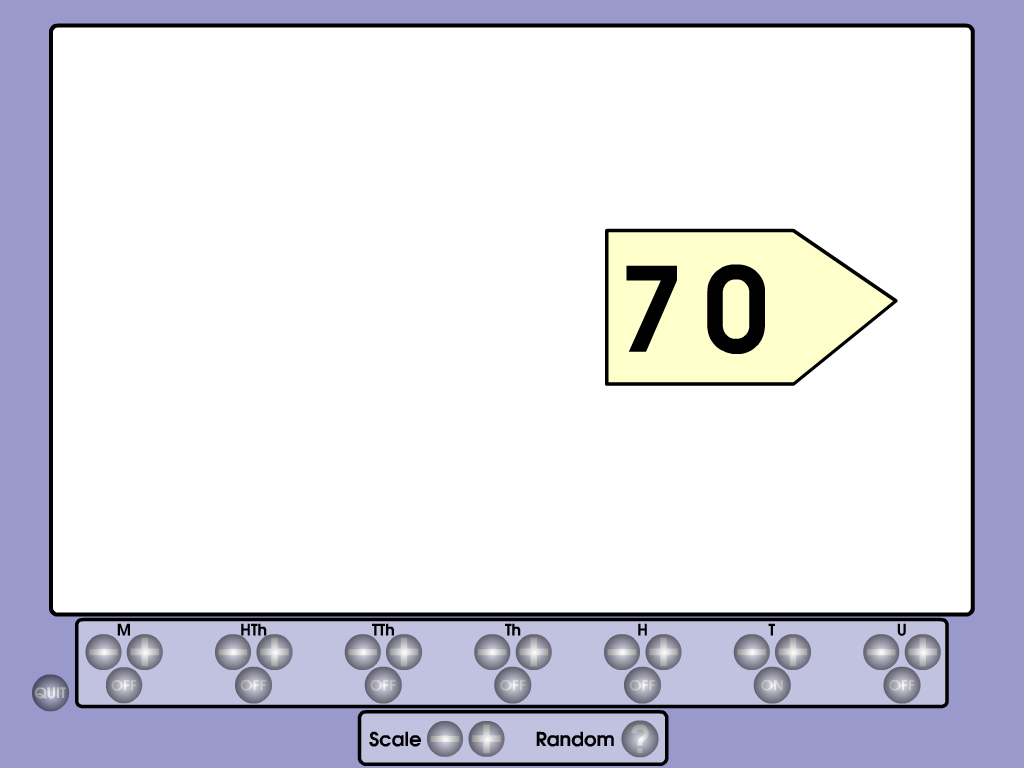 70
M HTh TTh Th H T U
OFF OFF OFF OFF OFF ON OFF
QUIT
Scale Random ?